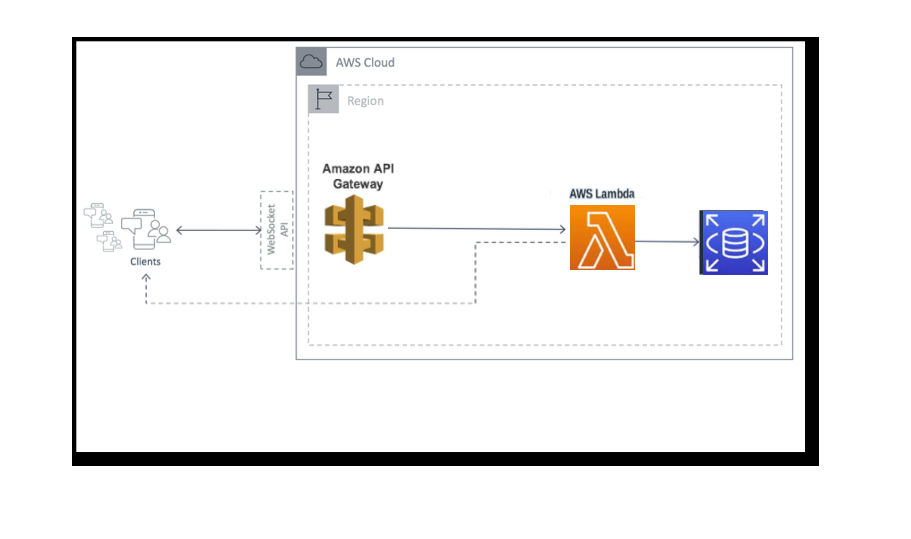 AWS Cloud
Region
Amazon API
Gateway
AWS Lambda
WebSocket
API
Clients